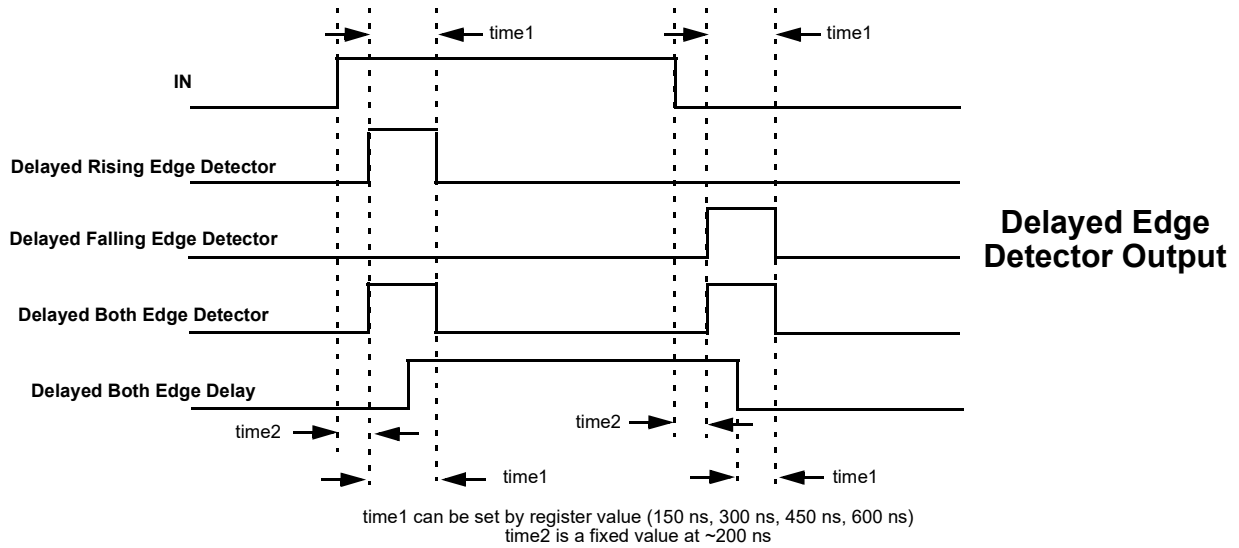 time1
time1
IN
Delayed Rising Edge Detector
Delayed Falling Edge Detector
Delayed Edge
Detector Output
Delayed Both Edge Detector
Delayed Both Edge Delay
time2
time2
time1
time1
time1 can be set by register value (150 ns, 300 ns, 450 ns, 600 ns)
time2 is a fixed value at ~200 ns